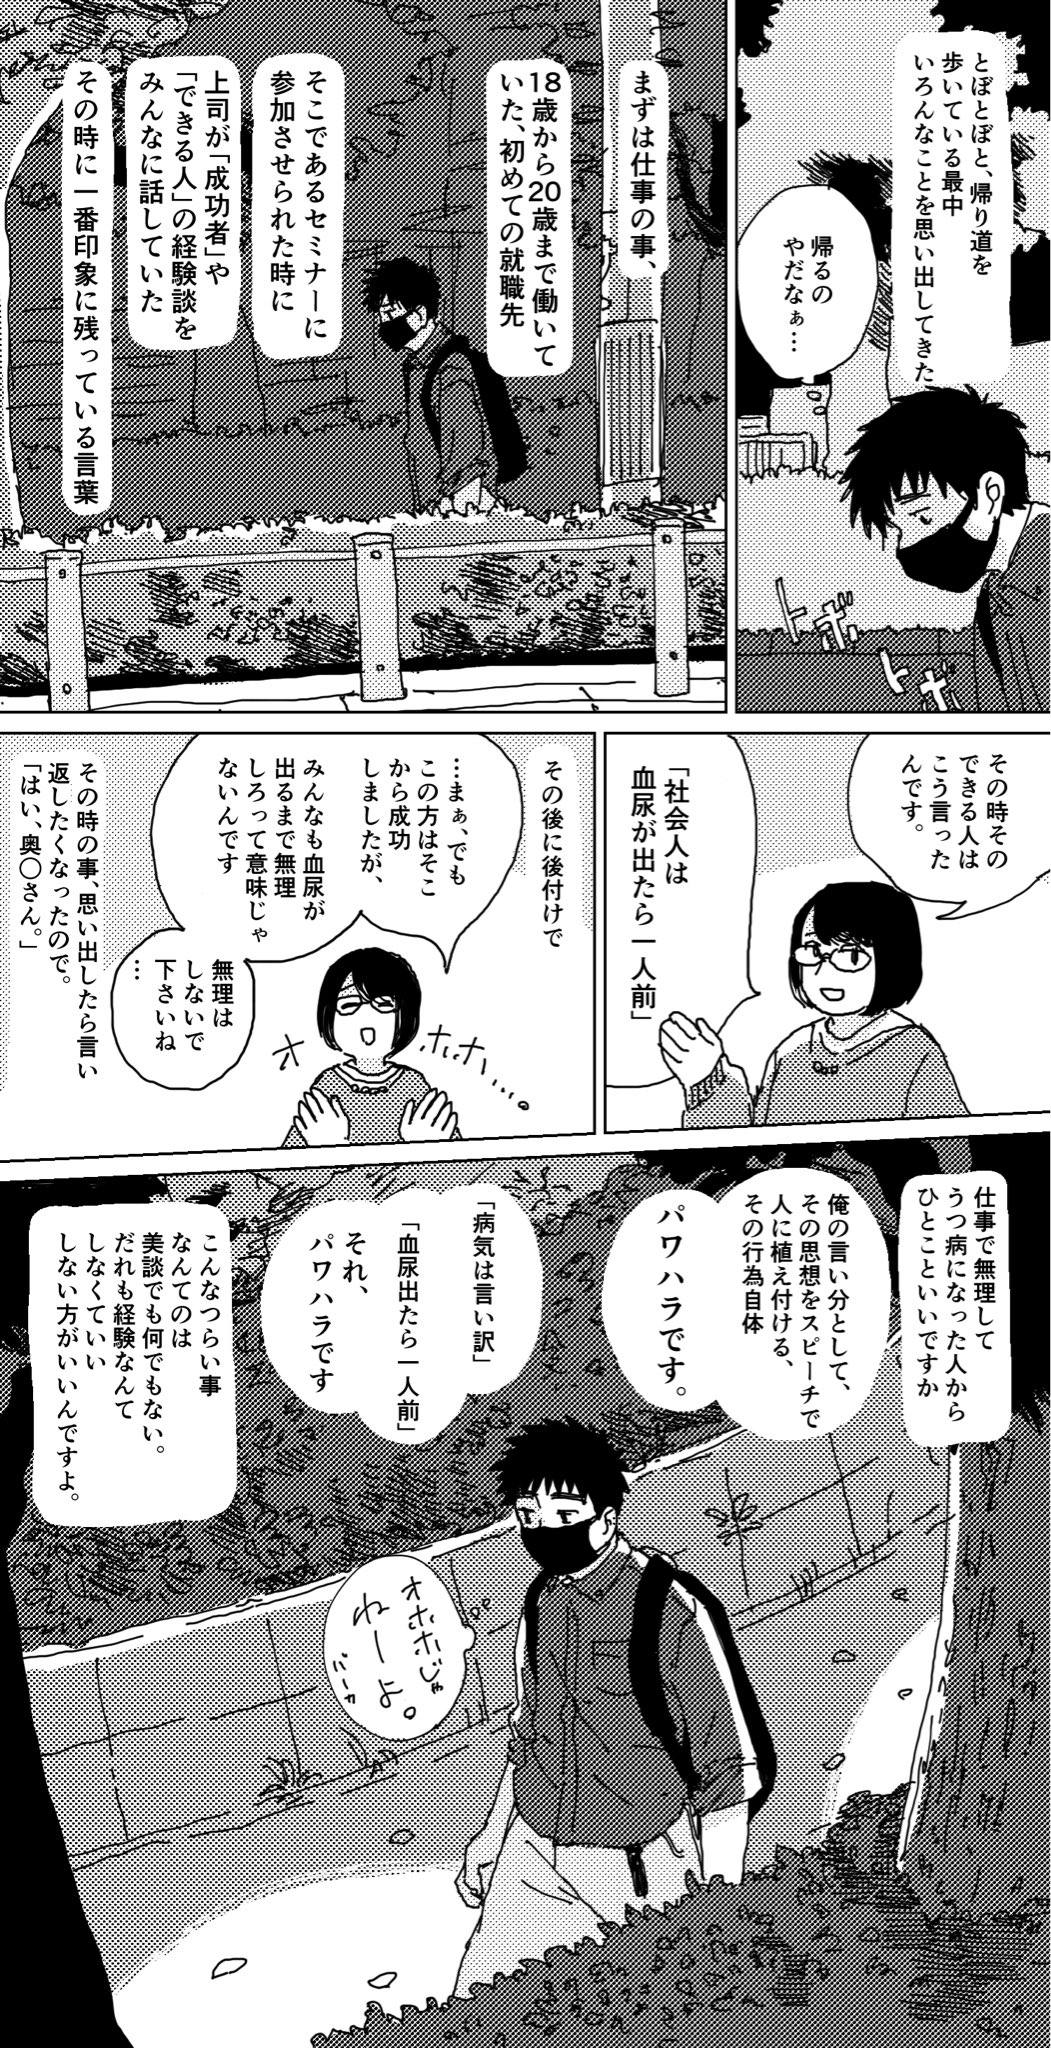 とぼとぼと、帰り道を
歩いている最中
いろんなことを思い出してきた
帰るの
やだなぁ…
トボ
トボ
まずは仕事の事、
18歳から20歳まで働いて
いた、初めての就職先
そこであるセミナーに
参加させられた時に
上司が「成功者」や
「できる人」の経験談を
みんなに話していた
その時に一番印象に残っている言葉
その時その
できる人は
こう言った
んです。
「社会人は
血尿が出たら一人前」
その後に後付けで
…まぁ、でも
この方はそこ
から成功
しましたが、
みんなも血尿が
出るまで無理
しろって意味じゃ
ないんです
無理は
しないで
下さいね
…
オ
ホホホ…。
その時の事、思い出したら言い
返したくなったので。
「はい、奥〇さん。」
仕事で無理して
うつ病になった人から
ひとこといいですか
俺の言い分として、
その思想をスピーチで
人に植え付ける、
その行為自体
パワハラです。
「病気は言い訳」
「血尿出たら一人前」
それ、
パワハラです
こんなつらい事
なんてのは
美談でも何でもない。
だれも経験なんて
しなくていい
しない方がいいんですよ。
オホホじゃ
ねーよ。
バーカ